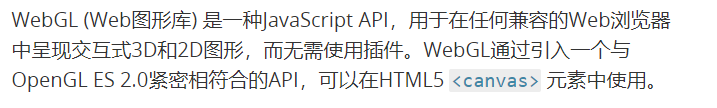 WebGL (Web图形库) 是一种JavaScript API，用于在任何兼容的Web浏览器
中呈现交互式3D和2D图形，而无需使用插件。WebGL通过引入一个与
OpenGL ES 2.0紧密相符合的API，可以在HTML5 <canvas> 元素中使用。